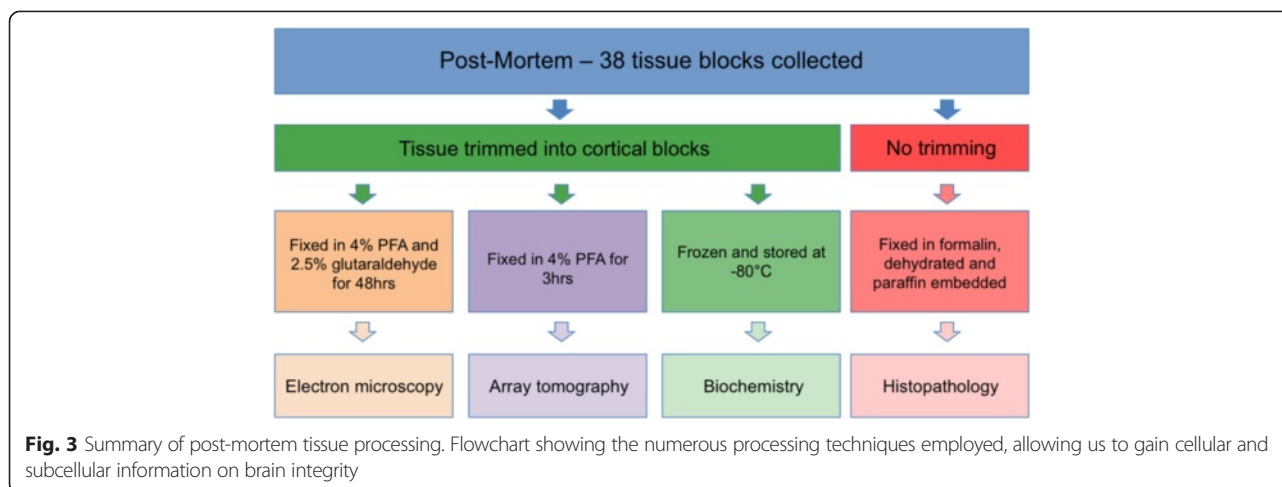 Post-Mortem – 38 tissue blocks collected
Tissue trimmed into cortical blocks
No trimming
Fixed in 4% PFA and
2.5% glutaraldehyde
for 48hrs
Fixed in 4% PFA for
3hrs
Frozen and stored at
-80°C
Fixed in formalin,
dehydrated and
paraffin embedded
Electron microscopy
Array tomography
Biochemistry
Histopathology
Fig. 3 Summary of post-mortem tissue processing. Flowchart showing the numerous processing techniques employed, allowing us to gain cellular and
subcellular information on brain integrity